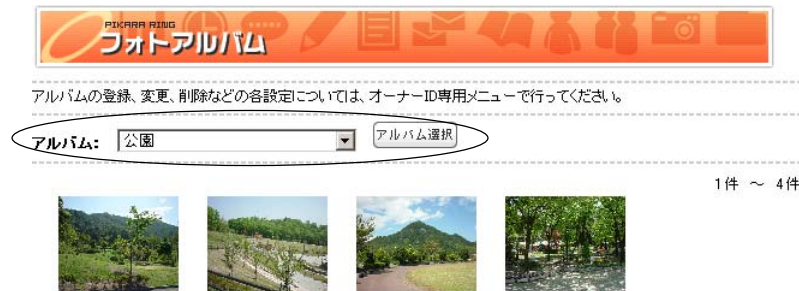 PIKARA RING
フォトアルバム
アルバムの登録、変更、削除などの各設定については、オーナーID専用メニューで行ってください。
アルバム: 公園 アルバム選択
1件 ～ 4件